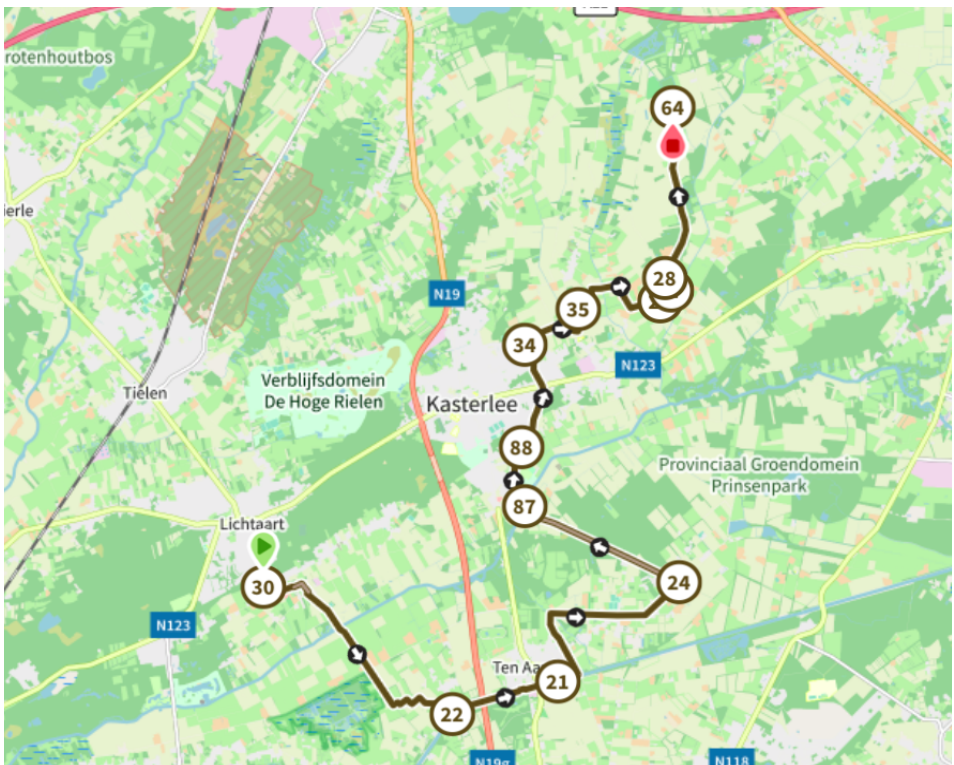 rotenhoutbos
64
ierle
28
N19
35
34
N123
Tielen
Verblijfsdomein
De Hoge Rielen
Kasterlee
88
Provinciaal Groendomein
Prinsenpark
87
Lichtaart
30
24
N123
Ten Aa
21
22
N19g
N118